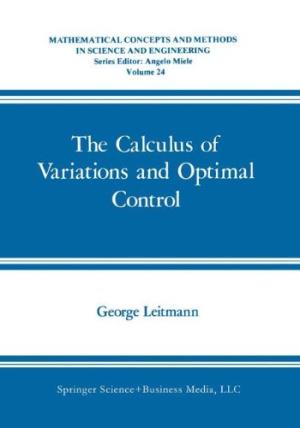 MATHEMATICAL CONCEPTS AND METHODS
IN SCIENCE AND ENGINEERING
Series Editor: Angelo Miele
Volume 24
The Calculus of
Variations and Optimal
Control
George Leitmann
Springer Science+Business Media, LLC